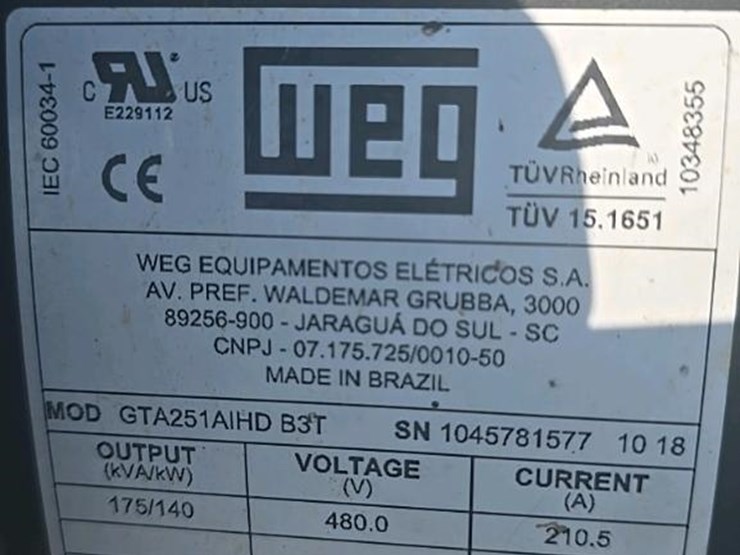 IEC 60034-1
C RU US
E229112
CE
WEG
TÜVRheinland
TÜV 15.1651
10348355
WEG EQUIPAMENTOS ELÉTRICOS S.A.
AV. PREF. WALDEMAR GRUBBA, 3000
89256-900 - JARAGUÁ DO SUL - SC
CNPJ - 07.175.725/0010-50
MADE IN BRAZIL
MOD GTA251AIHD B3T SN 1045781577 10 18
OUTPUT (kVA/kW) VOLTAGE (V) CURRENT (A)
175/140 480.0 210.5